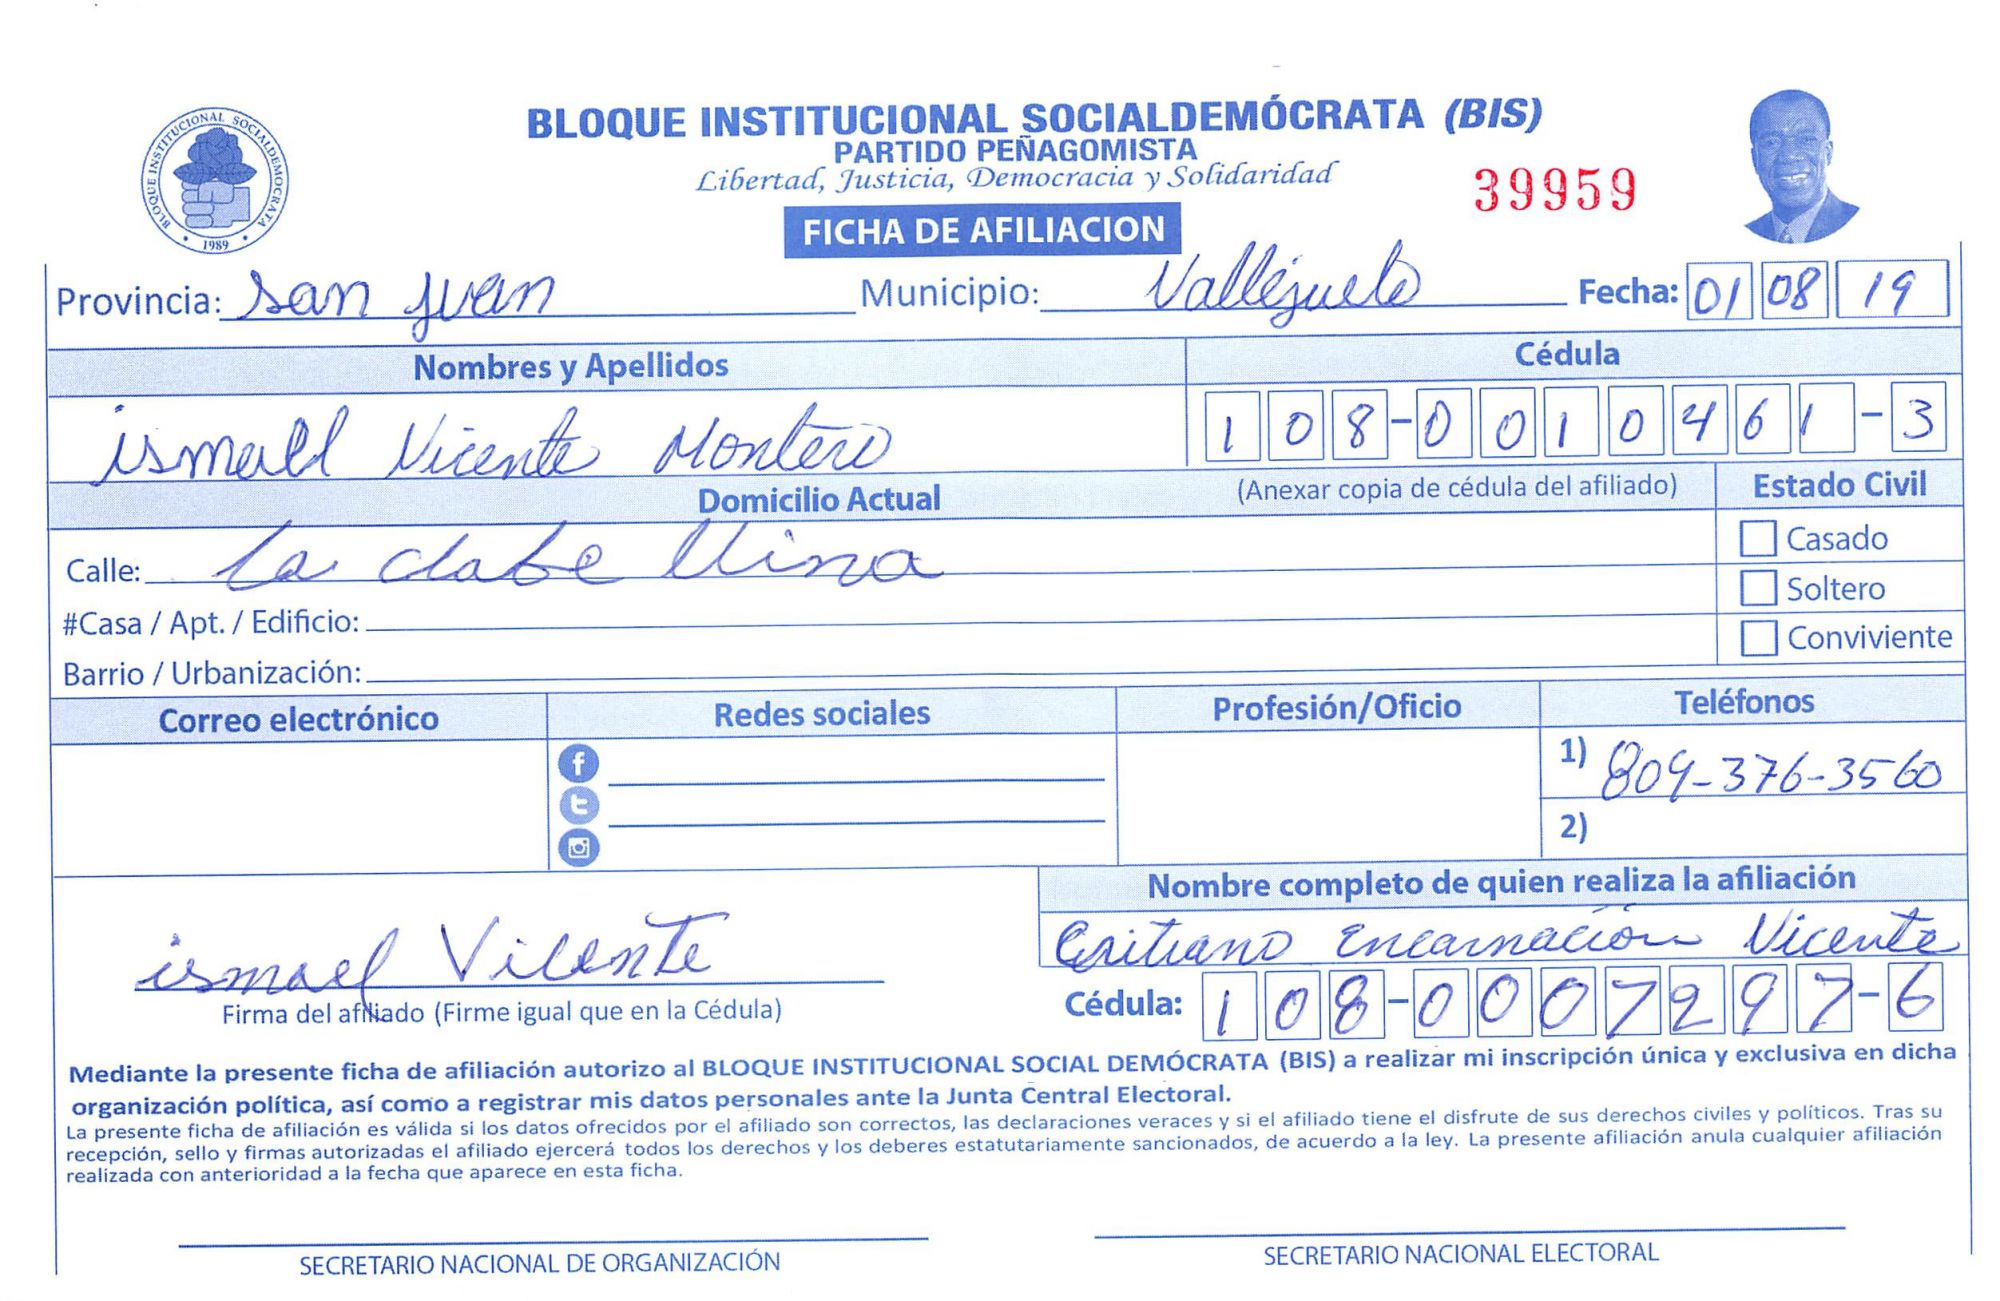 BLOQUE INSTITUCIONAL SOCIALDEMÓCRATA (BIS)
PARTIDO PEÑAGOMISTA
Libertad, Justicia, Democracia y Solidaridad
39959
BLOQUE INSTITUCIONAL SOCIALDEMOCRATA
1989
FICHA DE AFILIACION
Provincia: San Juan Municipio: Vallejuelo Fecha: 01 08 19
Nombres y Apellidos Cédula
ismael Vicente Montero 108-0010461-3
Domicilio Actual (Anexar copia de cédula del afiliado) Estado Civil
Calle: La
Casado
#Casa / Apt. / Edificio: Soltero
Barrio / Urbanización: Conviviente
Correo electrónico Redes sociales Profesión/Oficio Teléfonos
1) 809-376-3560
2)
Nombre completo de quien realiza la afiliación
Critiano Encarnación Vicente
ismael Vicente
Cédula: 108-0007297-6
Firma del afiliado (Firme igual que en la Cédula)
Mediante la presente ficha de afiliación autorizo al BLOQUE INSTITUCIONAL SOCIAL DEMÓCRATA (BIS) a realizar mi inscripción única y exclusiva en dicha
organización política, así como a registrar mis datos personales ante la Junta Central Electoral.
La presente ficha de afiliación es válida si los datos ofrecidos por el afiliado son correctos, las declaraciones veraces y si el afiliado tiene el disfrute de sus derechos civiles y políticos. Tras su
recepción, sello y firmas autorizadas el afiliado ejercerá todos los derechos y los deberes estatutariamente sancionados, de acuerdo a la ley. La presente afiliación anula cualquier afiliación
realizada con anterioridad a la fecha que aparece en esta ficha.
SECRETARIO NACIONAL DE ORGANIZACIÓN SECRETARIO NACIONAL ELECTORAL